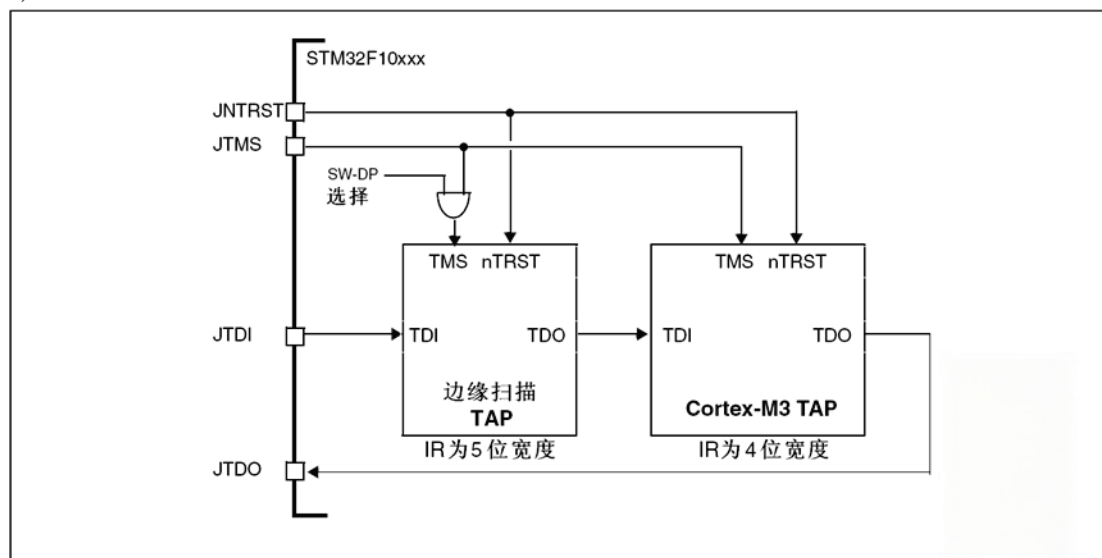 STM32F10xxx
JNTRST
JTMS
SW-DP
选择
TMS nTRST
TMS nTRST
JTDI
TDI
TDO
TDI
TDO
边缘扫描
TAP
Cortex-M3 TAP
IR为5位宽度
IR为4位宽度
JTDO